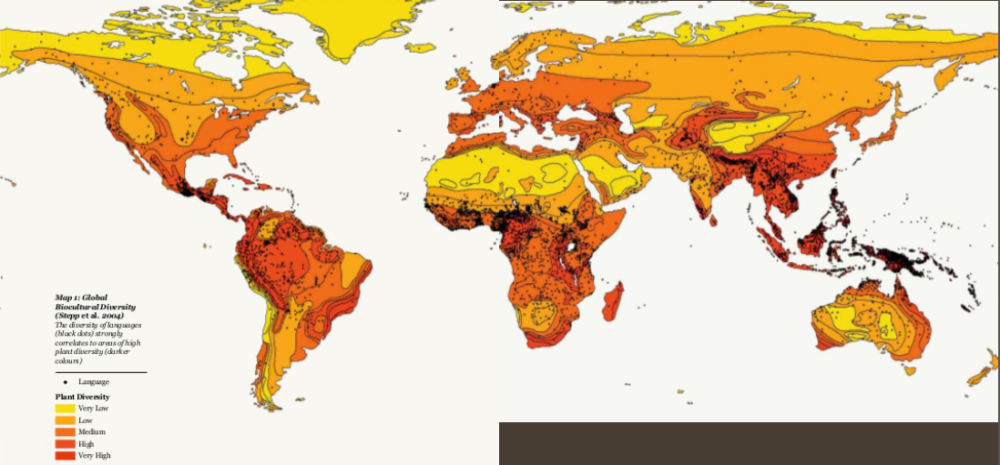 Map 1: Global
Biocultural Diversity
(Stepp et al. 2004)
The diversity of languages
(black dots) strongly
correlates to areas of high
plant diversity (darker
colours)
Language
Plant Diversity
Very Low
Low
Medium
High
Very High